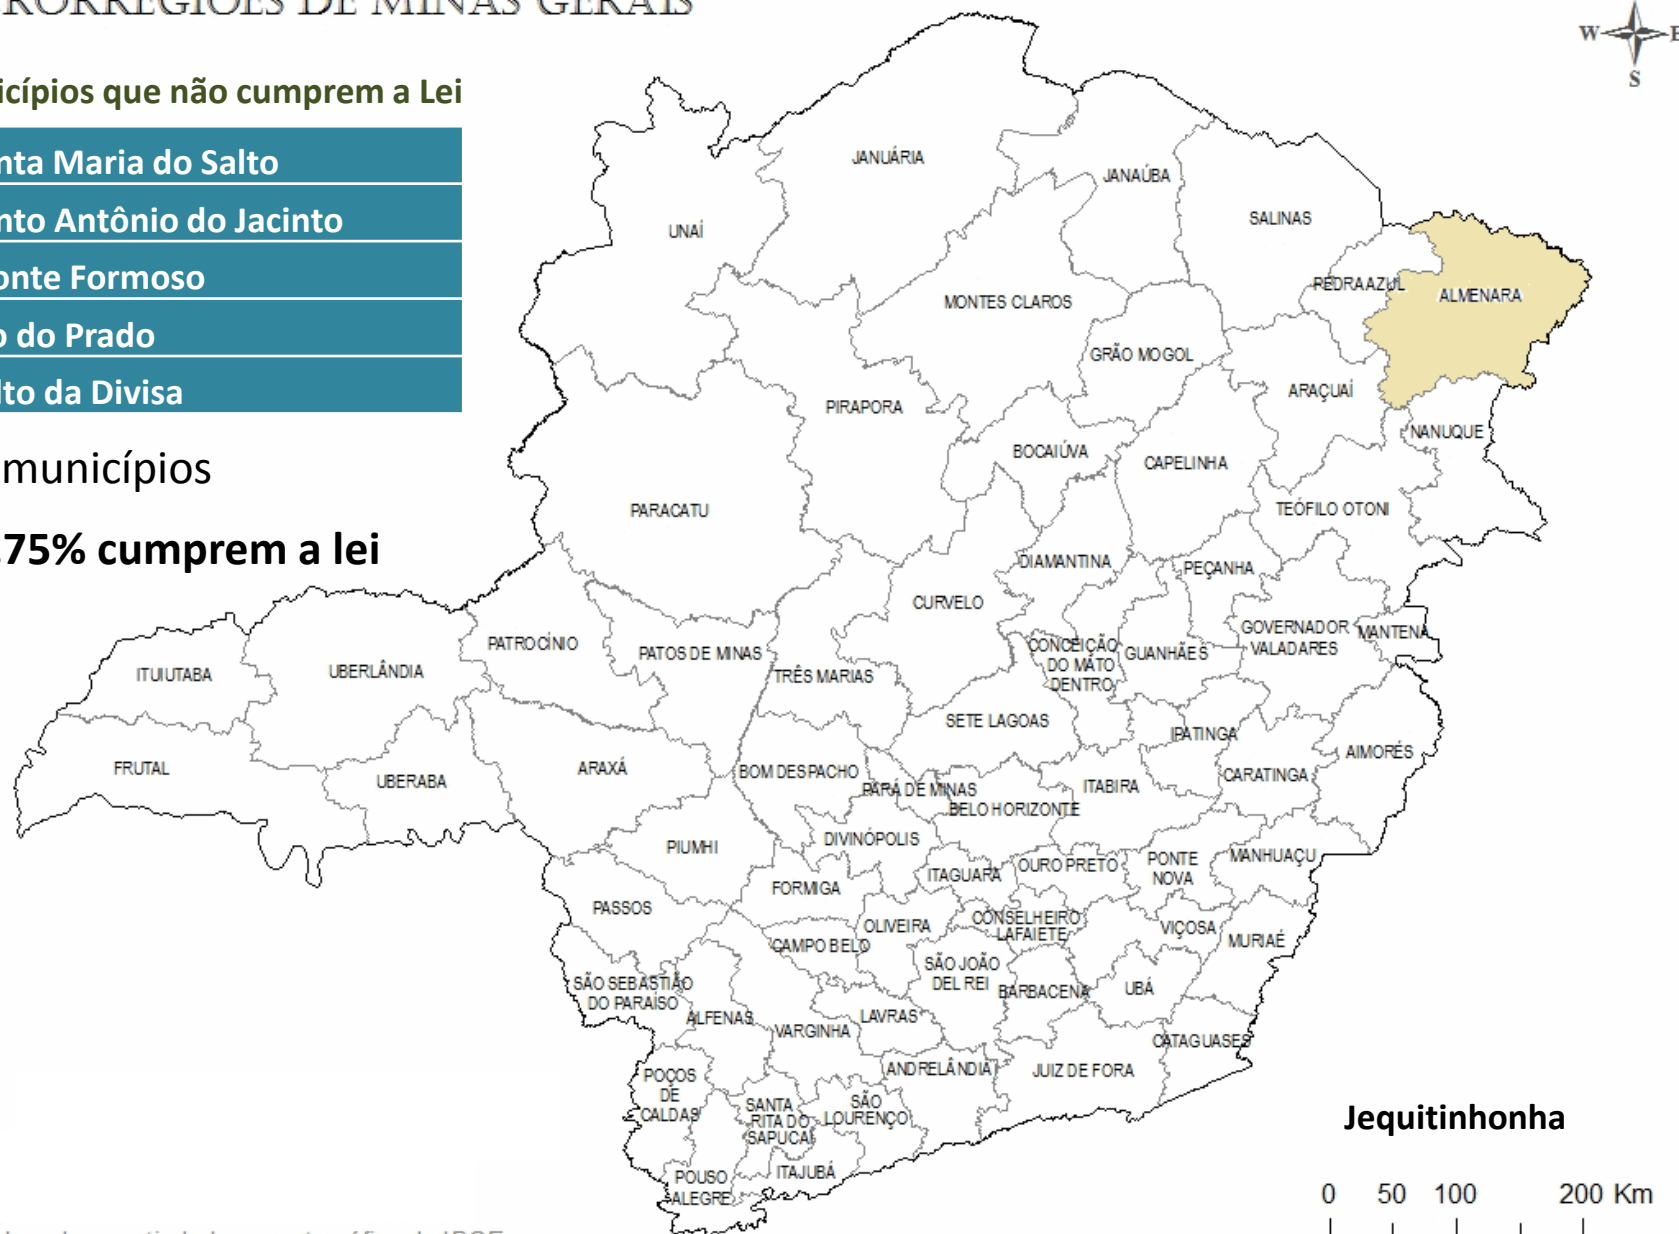 RORREGIÕES DE MINAS GERAIS
W E
S
icípios que não cumprem a Lei
nta Maria do Salto
nto Antônio do Jacinto
onte Formoso
o do Prado
lto da Divisa
municípios
75% cumprem a lei
JANUÁRIA
JANAÚBA
SALINAS
UNAÍ
PEDRA AZUL
ALMENARA
MONTES CLAROS
GRÃO MOGOL
ARAÇUAÍ
PIRAPORA
NANUQUE
BOCAIÚVA
CAPELINHA
PARACATU
TEÓFILO OTONI
DIAMANTINA
PEÇANHA
CURVELO
GOVERNADOR
VALADARES
MANTENA
PATROCÍNIO
PATOS DE MINAS
CONCEIÇÃO
DO MATO
DENTRO
GUANHÃES
ITUIUTABA
UBERLÂNDIA
TRÊS MARIAS
SETE LAGOAS
IPATINGA
AIMORÉS
FRUTAL
UBERABA
ARAXÁ
BOM DESPACHO
PARÁ DE MINAS
BELO HORIZONTE
ITABIRA
CARATINGA
PIUMHI
DIVINÓPOLIS
ITAGUARA
OURO PRETO
PONTE
NOVA
MANHUAÇU
FORMIGA
PASSOS
OLIVEIRA
CONSELHEIRO
LAFAIETE
VIÇOSA
MURIAÉ
CAMPO BELO
SÃO SEBASTIÃO
DO PARAÍSO
SÃO JOÃO
DEL REI
BARBACENA
UBÁ
ALFENAS
VARGINHA
LAVRAS
CATAGUASES
ANDRELÂNDIA
JUIZ DE FORA
POÇOS
DE
CALDAS
SANTA
RITA DO
SAPUCAÍ
SÃO
LOURENÇO
POUSO
ALEGRE
ITAJUBÁ
Jequitinhonha
0 50 100 200 Km